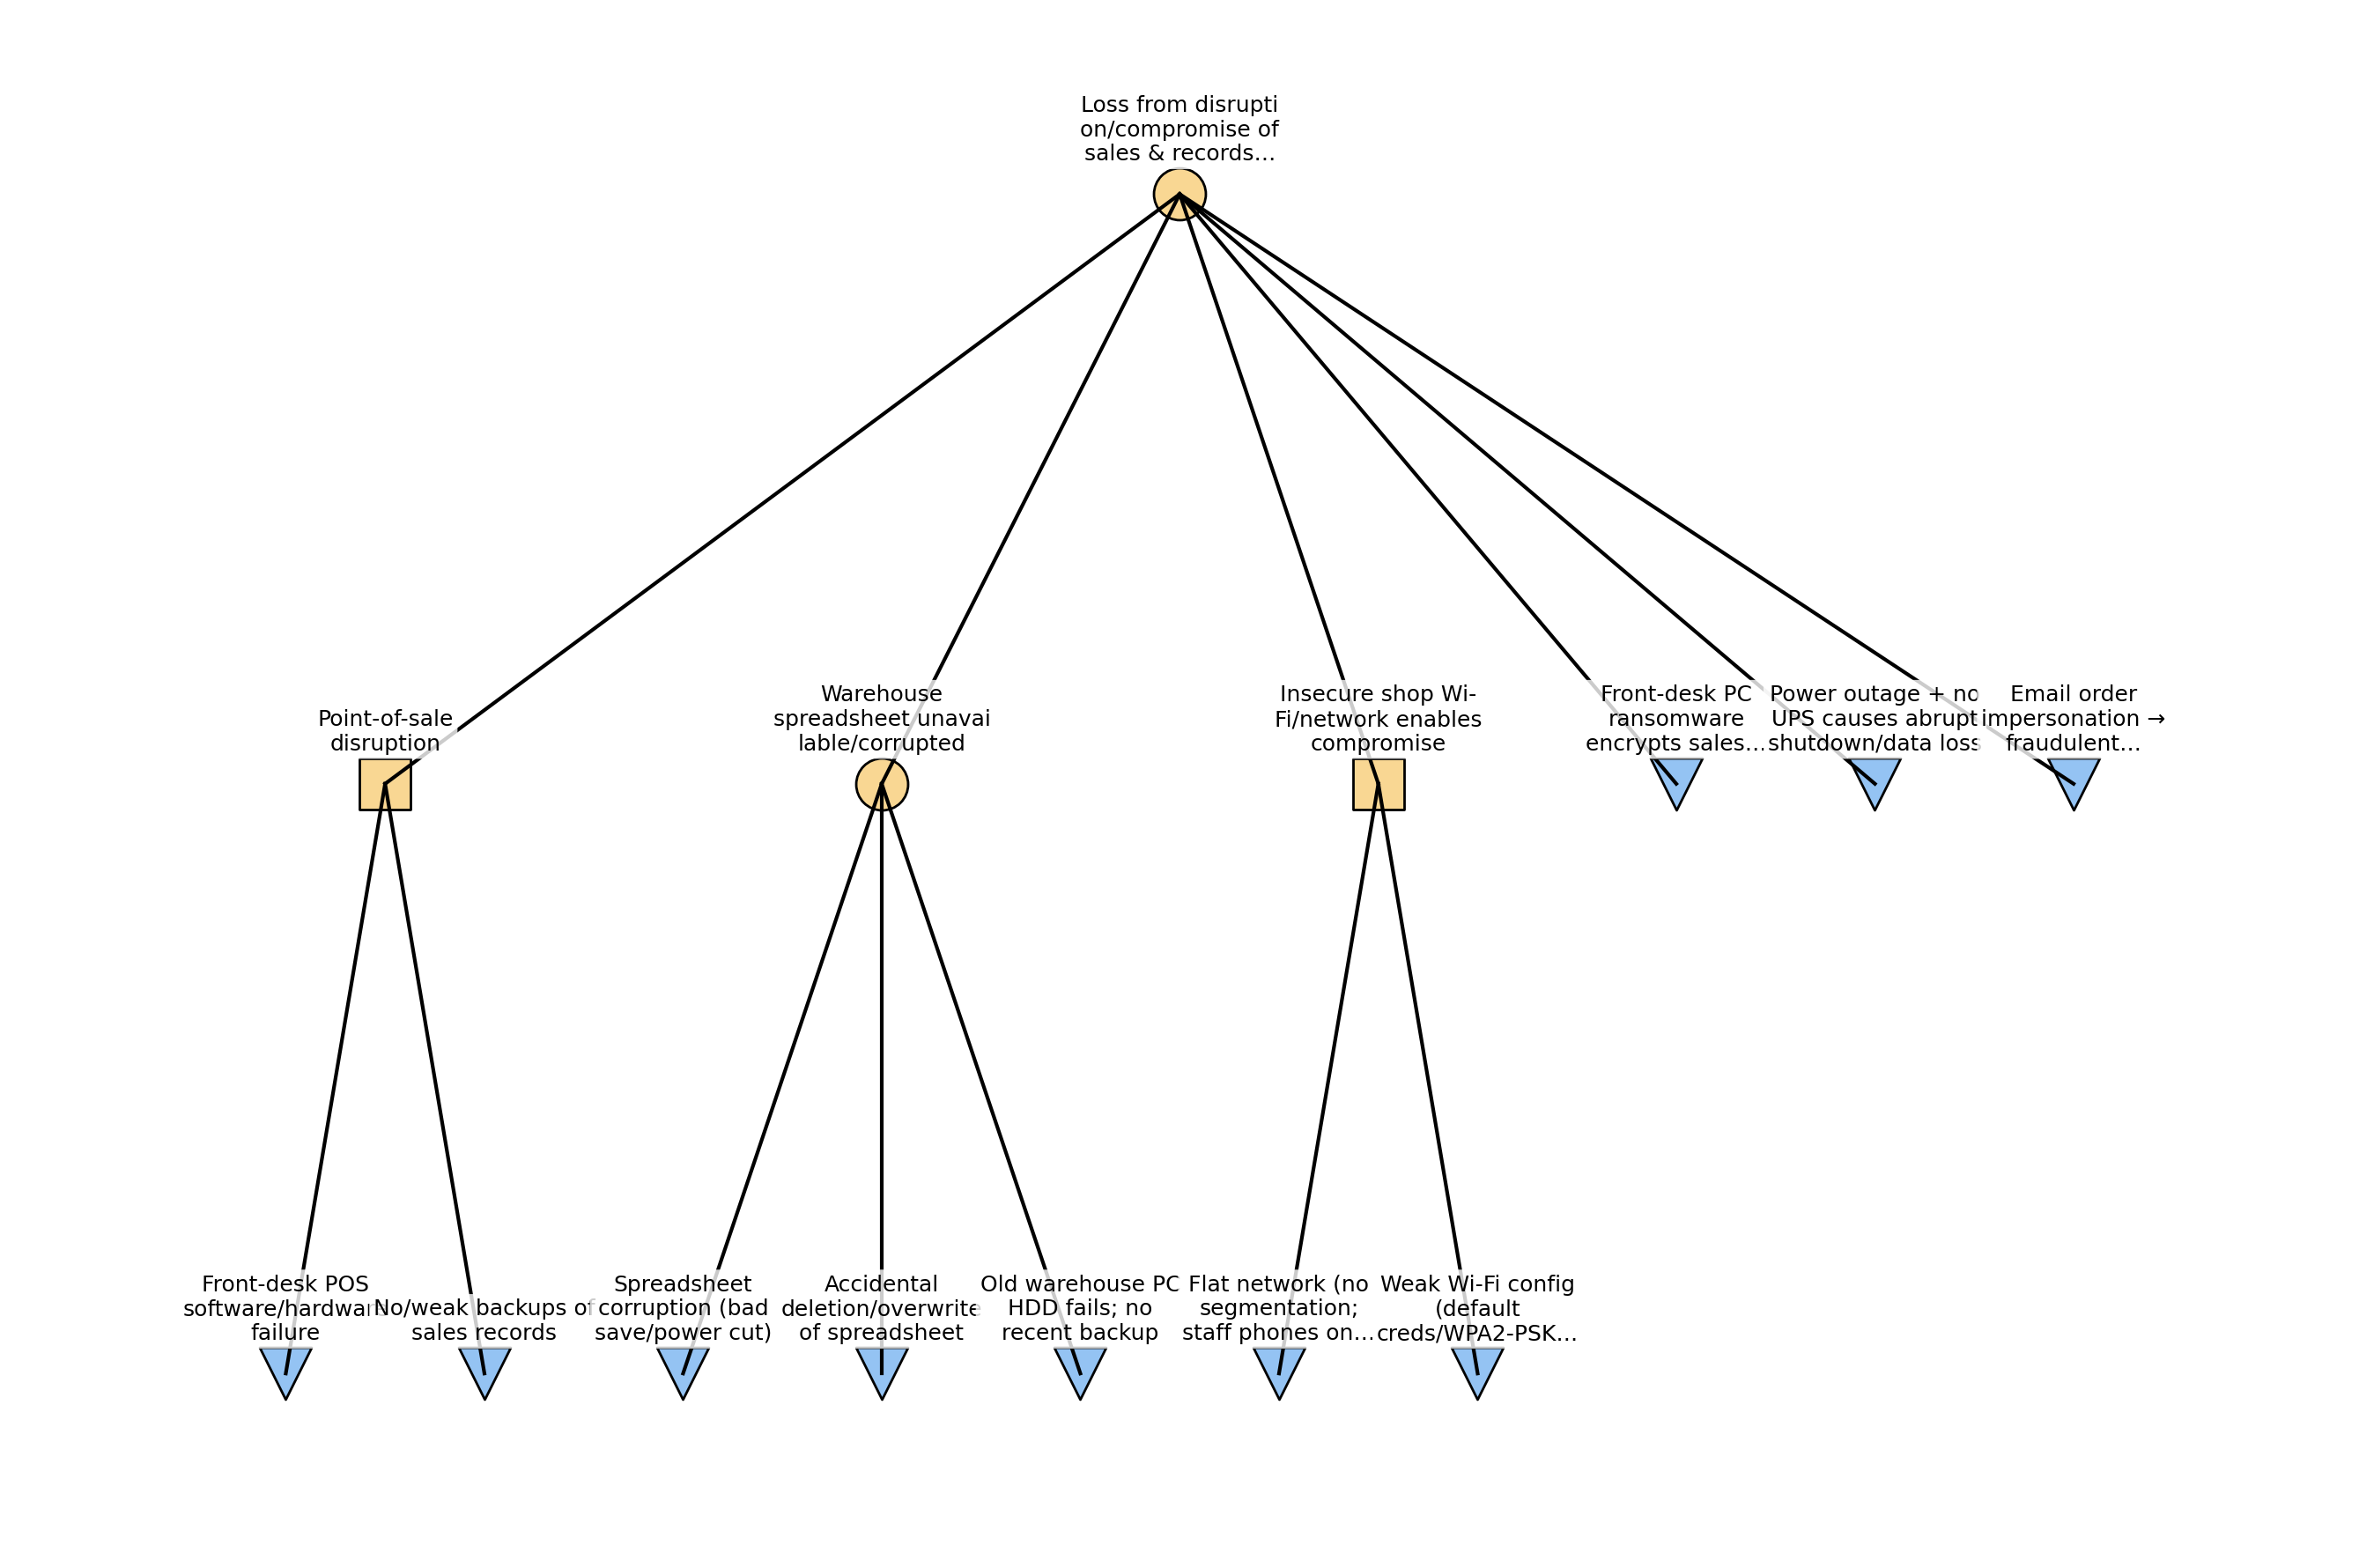 Loss from disrupti
on/compromise of
sales & records…
Point-of-sale
disruption
Warehouse
spreadsheet unavai
lable/corrupted
Insecure shop Wi-
Fi/network enables
compromise
Front-desk PC
ransomware
encrypts sales…
Power outage + no
UPS causes abrupt
shutdown/data loss
Email order
impersonation →
fraudulent…
Front-desk POS
software/hardware
failure
No/weak backups of
sales records
Spreadsheet
corruption (bad
save/power cut)
Accidental
deletion/overwrite
of spreadsheet
Old warehouse PC
HDD fails; no
recent backup
Flat network (no
segmentation;
staff phones on…
Weak Wi-Fi config
(default
creds/WPA2-PSK…